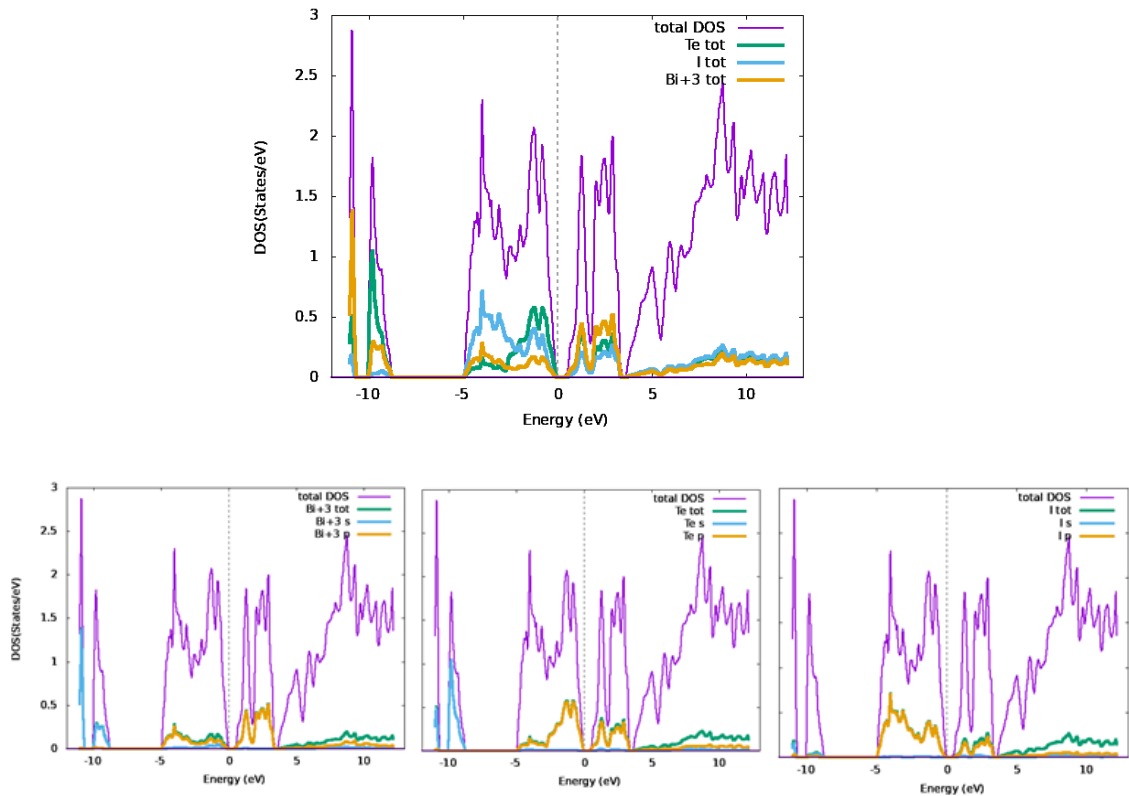 3
2.5
2
1.5
1
0.5
0
DOS(States/eV)
total DOS
Te tot
I tot
Bi+3 tot
-10 -5 0 5 10
Energy (eV)
3
2.5
2
1.5
1
0.5
0
DOS(States/eV)
total DOS
Bi+3 tot
Bi+3 s
Bi+3 p
-10 -5 0 5 10
Energy (eV)
total DOS
Te tot
Te s
Te p
-10 -5 0 5 10
Energy (eV)
total DOS
I tot
I s
I p
-10 -5 0 5 10
Energy (eV)